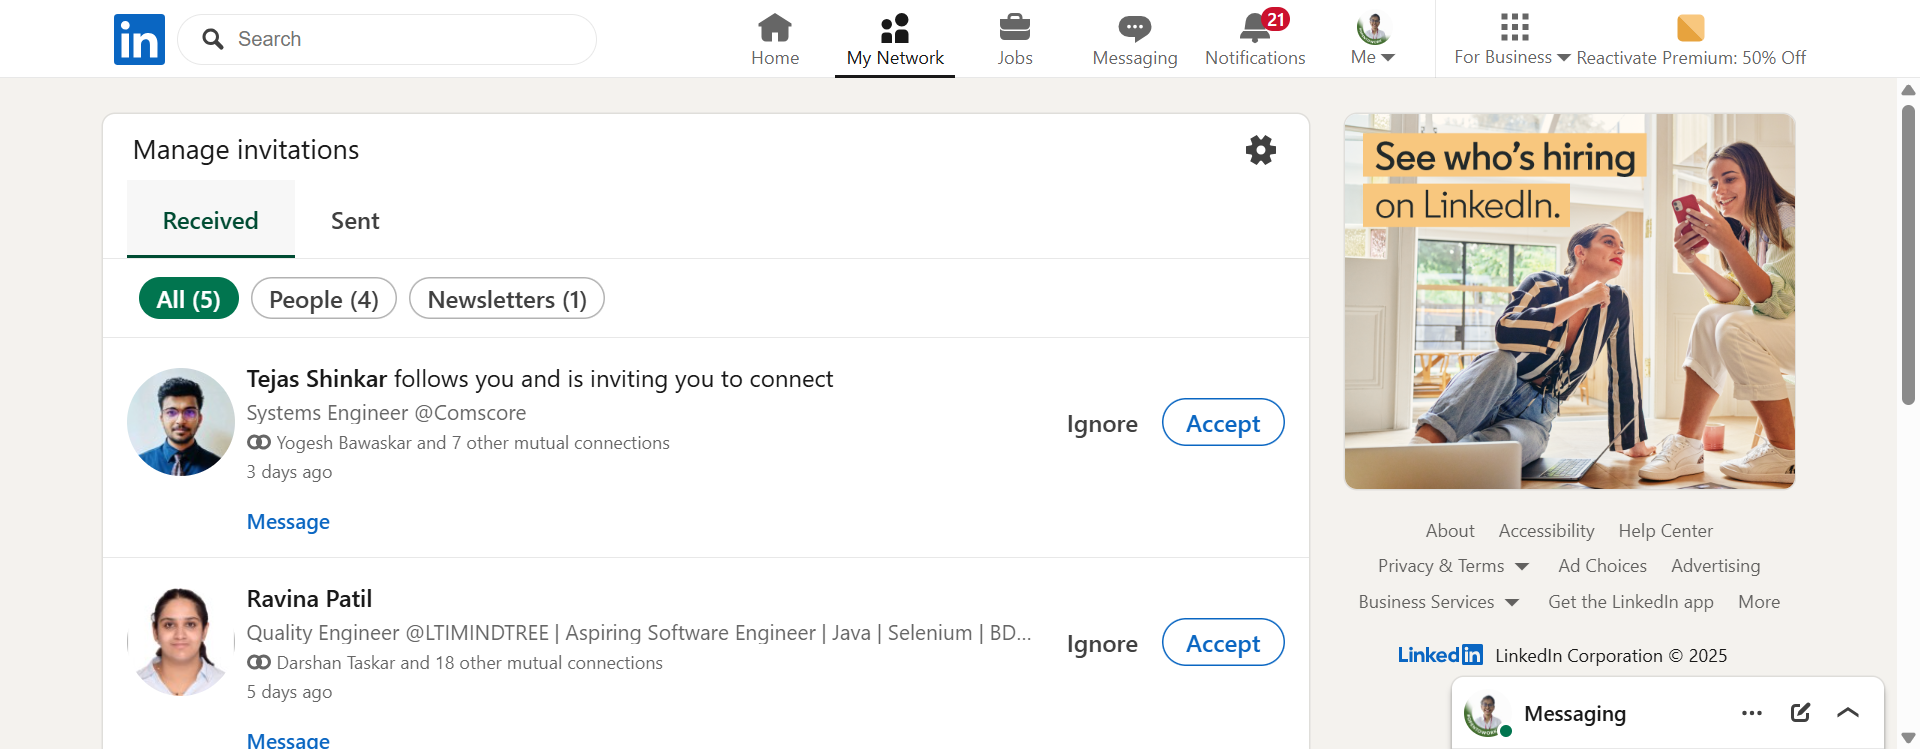 in
Search
Home
My Network
Jobs
Messaging
21
Notifications
Me
For Business
Reactivate Premium: 50% Off
Manage invitations
Received
Sent
All (5)
People (4)
Newsletters (1)
Tejas Shinkar follows you and is inviting you to connect
Systems Engineer @Comscore
Yogesh Bawaskar and 7 other mutual connections
3 days ago
Ignore
Accept
Message
Ravina Patil
Quality Engineer @LTIMINDTREE | Aspiring Software Engineer | Java | Selenium | BD...
Darshan Taskar and 18 other mutual connections
5 days ago
Ignore
Accept
Message
See who's hiring
on LinkedIn.
About Accessibility Help Center
Privacy & Terms Ad Choices Advertising
Business Services Get the LinkedIn app More
LinkedIn LinkedIn Corporation © 2025
Messaging